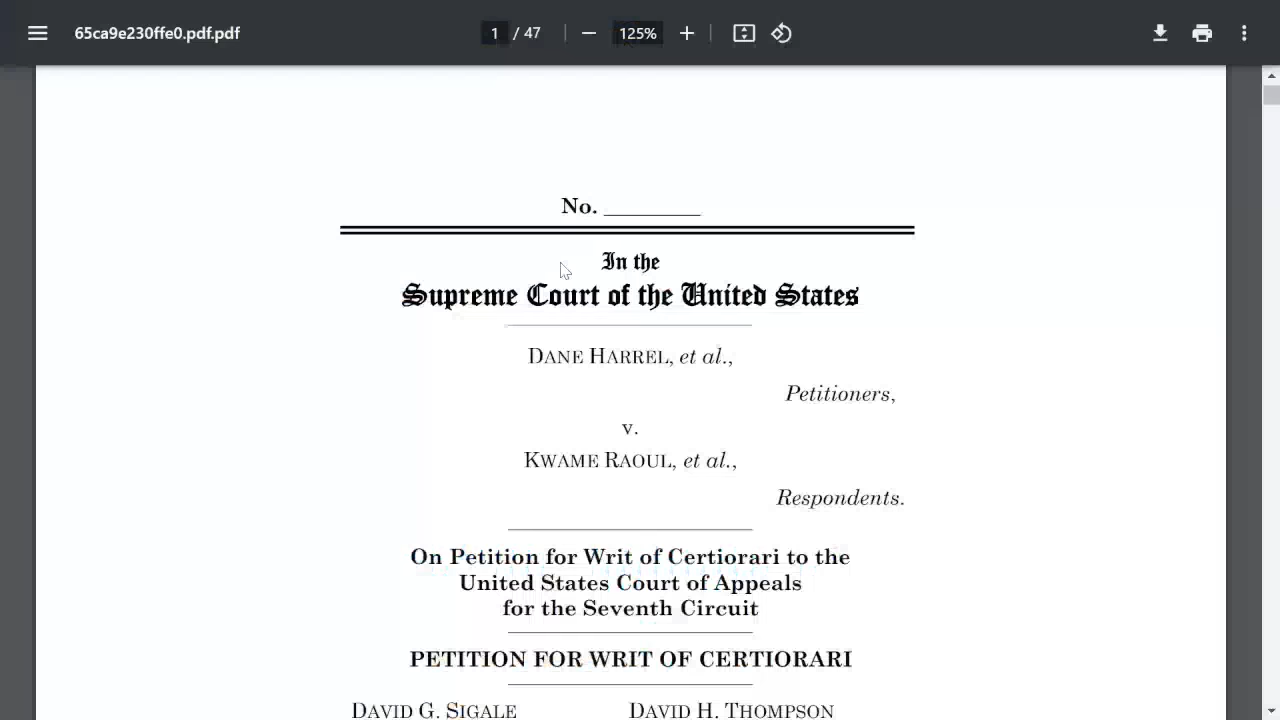 65ca9e230ffe0.pdf.pdf
1 / 47
125%
No. ________
In the
Supreme Court of the United States
DANE HARREL, et al.,
Petitioners,
v.
KWAME RAOUL, et al.,
Respondents.
On Petition for Writ of Certiorari to the
United States Court of Appeals
for the Seventh Circuit
PETITION FOR WRIT OF CERTIORARI
DAVID G. SIGALE DAVID H. THOMPSON